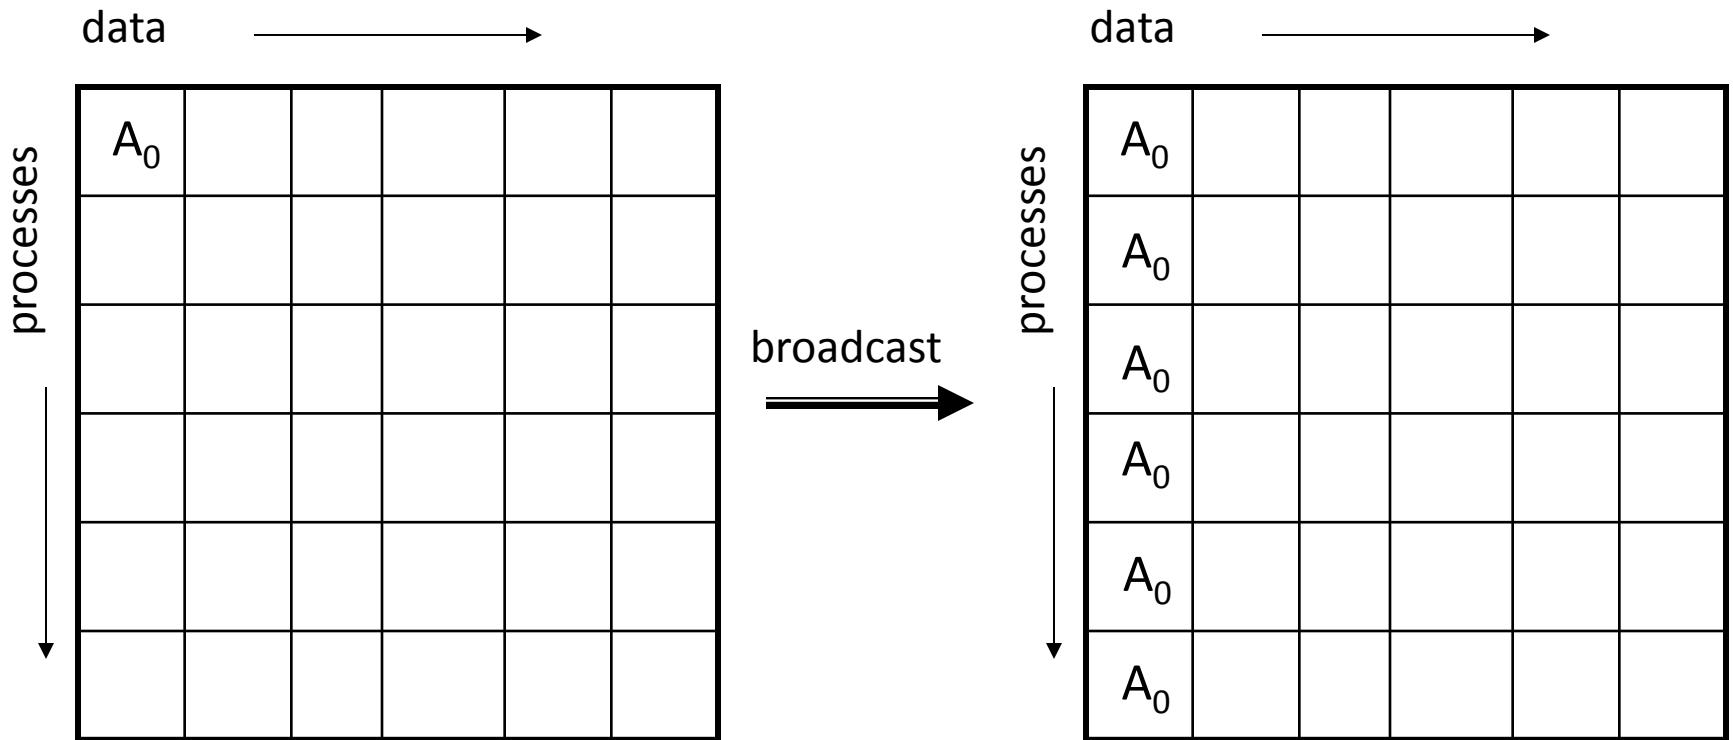 data
data
processes
processes
A₀
A₀
A₀
A₀
broadcast
A₀
A₀
A₀